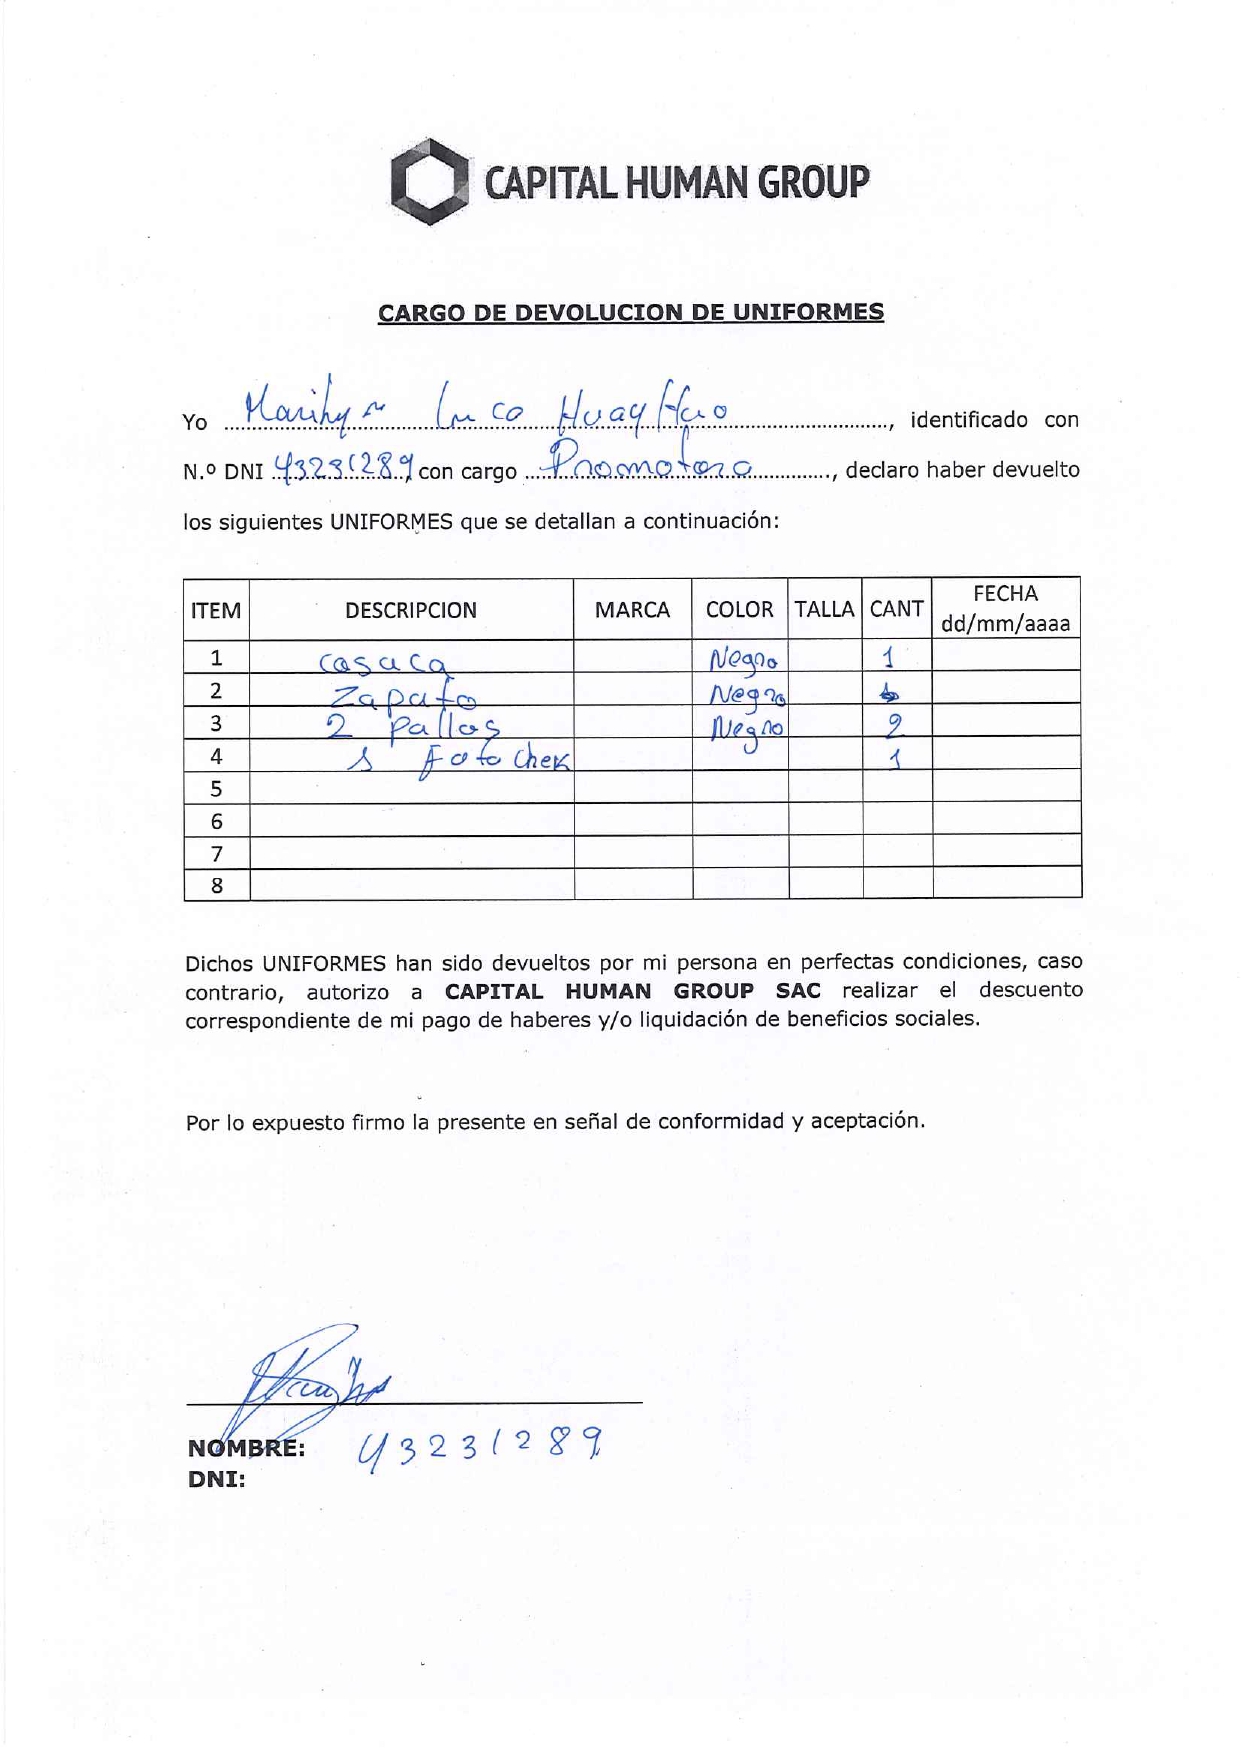 CAPITAL HUMAN GROUP
CARGO DE DEVOLUCION DE UNIFORMES
Yo Marilyn Inca, identificado con
N.º DNI 43231289, con cargo Promotora, declaro haber devuelto
los siguientes UNIFORMES que se detallan a continuación:
ITEM DESCRIPCION MARCA COLOR TALLA CANT FECHA dd/mm/aaaa
1 casaca Negro 1
2 Zapato Negro
3 2 pallos Negro 2
4 1 Fotochek 1
5
6
7
8
Dichos UNIFORMES han sido devueltos por mi persona en perfectas condiciones, caso
contrario, autorizo a CAPITAL HUMAN GROUP SAC realizar el descuento
correspondiente de mi pago de haberes y/o liquidación de beneficios sociales.
Por lo expuesto firmo la presente en señal de conformidad y aceptación.
NOMBRE: 43231289
DNI: